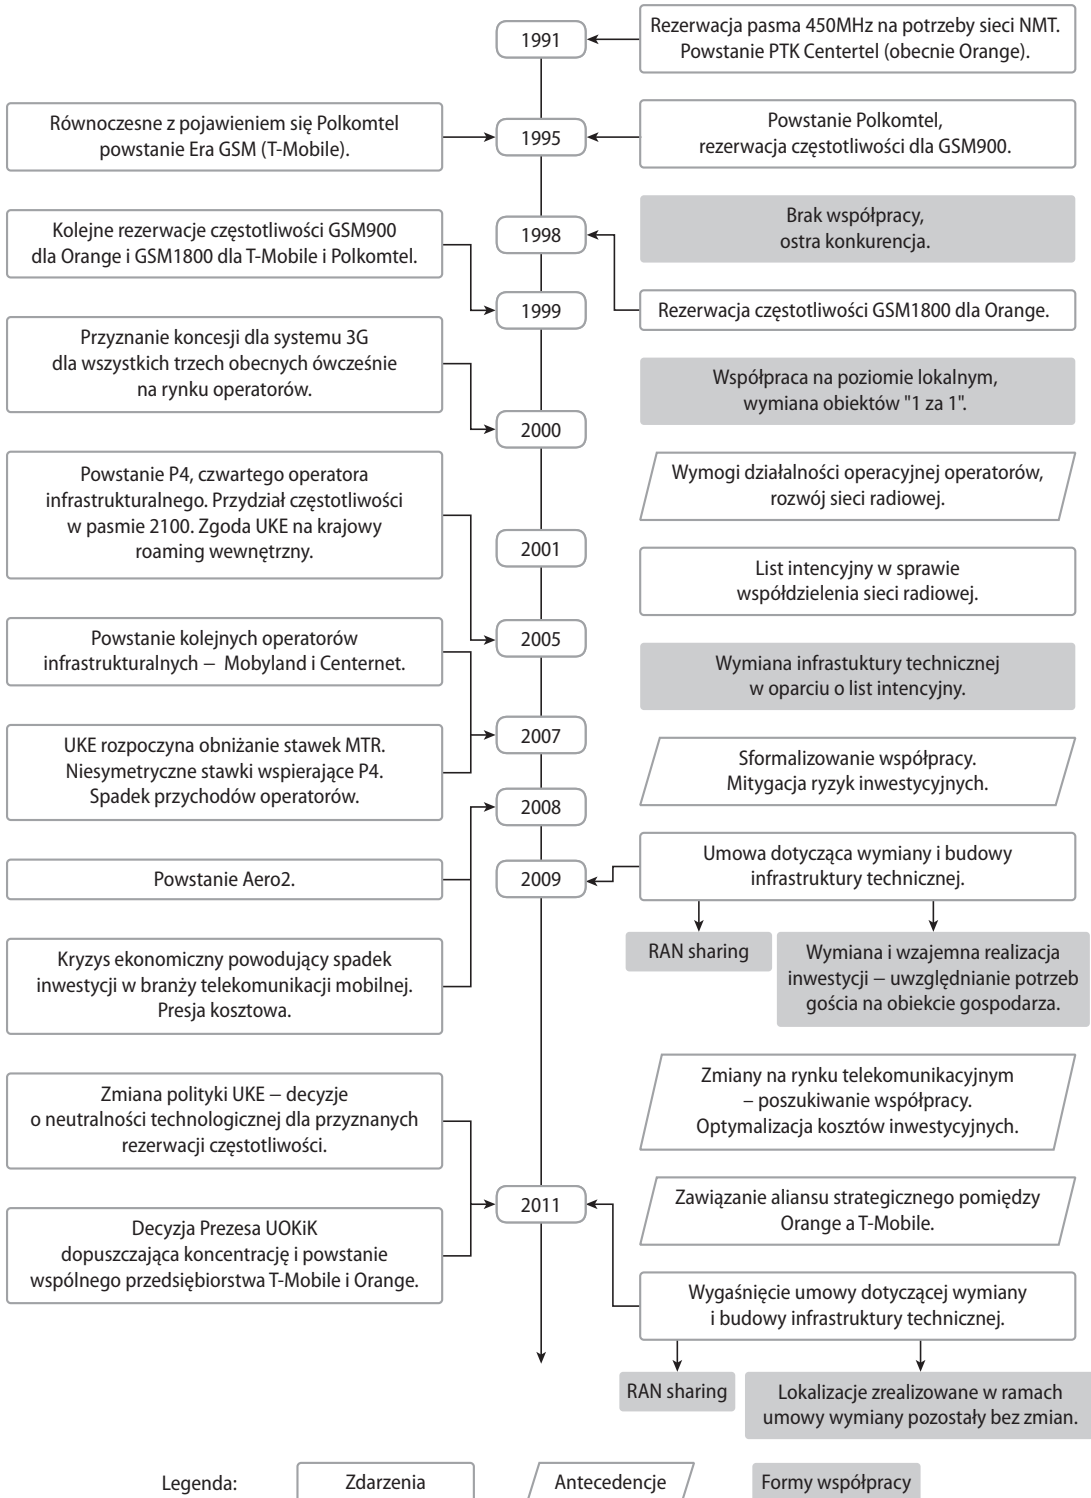 1991
Rezerwacja pasma 450MHz na potrzeby sieci NMT.
Powstanie PTK Centertel (obecnie Orange).
Równoczesne z pojawieniem się Polkomtel
powstanie Era GSM (T-Mobile).
1995
Powstanie Polkomtel,
rezerwacja częstotliwości dla GSM900.
Kolejne rezerwacje częstotliwości GSM900
dla Orange i GSM1800 dla T-Mobile i Polkomtel.
1998
Brak współpracy,
ostra konkurencja.
1999
Rezerwacja częstotliwości GSM1800 dla Orange.
Przyznanie koncesji dla systemu 3G
dla wszystkich trzech obecnych ówcześnie
na rynku operatorów.
Współpraca na poziomie lokalnym,
wymiana obiektów "1 za 1".
2000
Powstanie P4, czwartego operatora
infrastrukturalnego. Przydział częstotliwości
w pasmie 2100. Zgoda UKE na krajowy
roaming wewnętrzny.
Wymogi działalności operacyjnej operatorów,
rozwój sieci radiowej.
2001
List intencyjny w sprawie
współdzielenia sieci radiowej.
Powstanie kolejnych operatorów
infrastrukturalnych – Mobyland i Centernet.
2005
Wymiana infrastuktury technicznej
w oparciu o list intencyjny.
UKE rozpoczyna obniżanie stawek MTR.
Niesymetryczne stawki wspierające P4.
Spadek przychodów operatorów.
2007
Sformalizowanie współpracy.
Mitygacja ryzyk inwestycyjnych.
2008
Powstanie Aero2.
2009
Umowa dotycząca wymiany i budowy
infrastruktury technicznej.
RAN sharing
Wymiana i wzajemna realizacja
inwestycji – uwzględnianie potrzeb
gościa na obiekcie gospodarza.
Kryzys ekonomiczny powodujący spadek
inwestycji w branży telekomunikacji mobilnej.
Presja kosztowa.
Zmiany na rynku telekomunikacyjnym
– poszukiwanie współpracy.
Optymalizacja kosztów inwestycyjnych.
Zmiana polityki UKE – decyzje
o neutralności technologicznej dla przyznanych
rezerwacji częstotliwości.
2011
Zawiązanie aliansu strategicznego pomiędzy
Orange a T-Mobile.
Decyzja Prezesa UOKiK
dopuszczająca koncentrację i powstanie
wspólnego przedsiębiorstwa T-Mobile i Orange.
Wygaśnięcie umowy dotyczącej wymiany
i budowy infrastruktury technicznej.
RAN sharing
Lokalizacje zrealizowane w ramach
umowy wymiany pozostały bez zmian.
Legenda:
Zdarzenia
Antecedencje
Formy współpracy